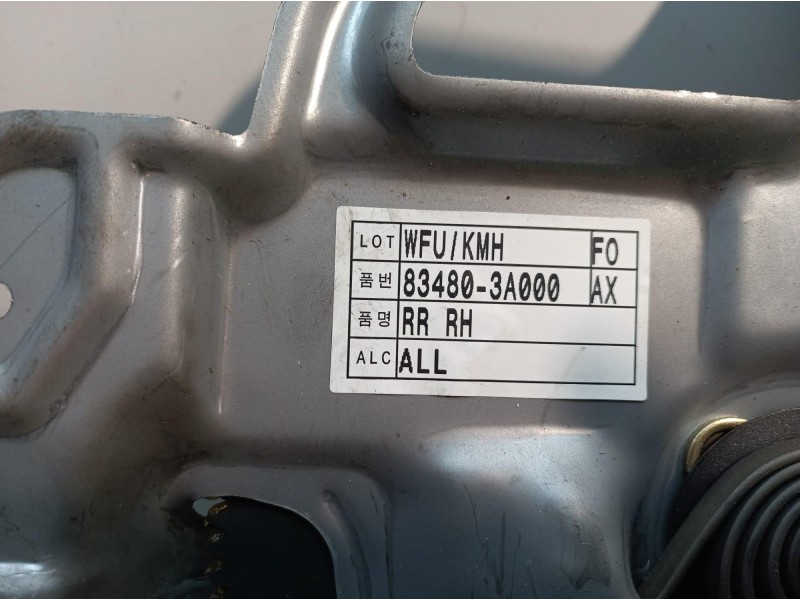 LOT WFU/KMH FO
품번 83480-3A000 AX
품명 RR RH
ALC ALL